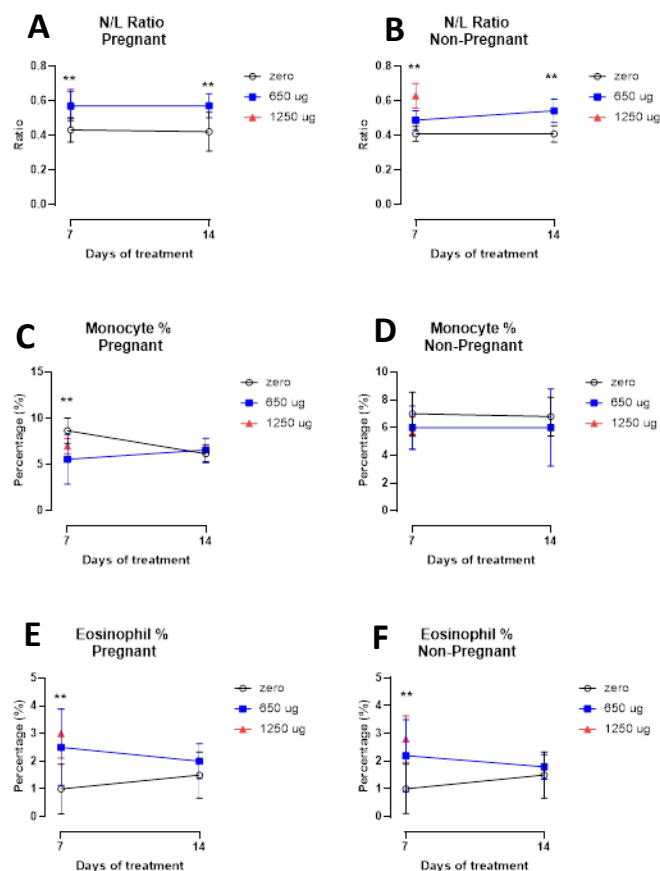 A
N/L Ratio
Pregnant
**
**
0.8
0.6
0.4
0.2
0.0
Ratio
7
14
Days of treatment
zero
650 ug
1250 ug
B
N/L Ratio
Non-Pregnant
**
**
0.8
0.6
0.4
0.2
0.0
Ratio
7
14
Days of treatment
zero
650 ug
1250 ug
C
Monocyte %
Pregnant
**
15
10
5
0
Percentage (%)
7
14
Days of treatment
zero
650 ug
1250 ug
D
Monocyte %
Non-Pregnant
10
8
6
4
2
0
Percentage (%)
7
14
Days of treatment
zero
650 ug
1250 ug
E
Eosinophil %
Pregnant
**
5
4
3
2
1
0
Percentage (%)
7
14
Days of treatment
zero
650 ug
1250 ug
F
Eosinophil %
Non-Pregnant
**
5
4
3
2
1
0
Percentage (%)
7
14
Days of treatment
zero
650 ug
1250 ug